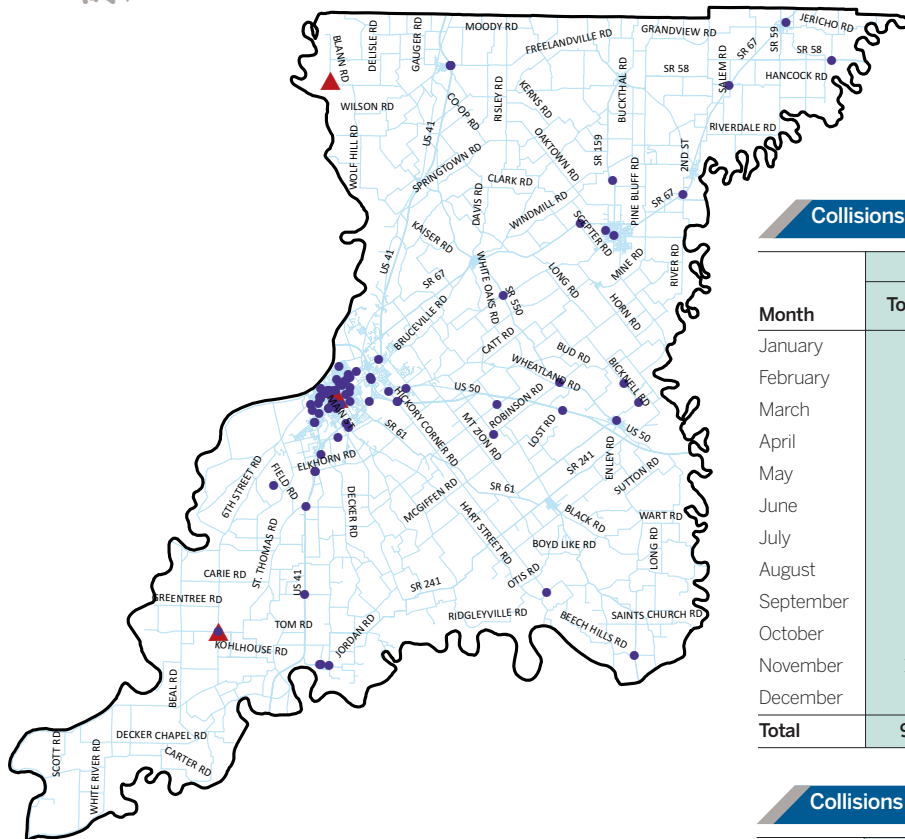 MOODY RD
JERICHO RD
GRANDVIEW RD
FREELANDVILLE RD
BLANN RD
DELISLE RD
GAUGER RD
SR 59
SR 67
SR 58
SR 58
SALEM RD
HANCOCK RD
BUCKTHAL RD
RISLEY RD
KERNS RD
WILSON RD
CO-OP RD
RIVERDALE RD
US 41
OAKTOWN RD
SR 159
2ND ST
WOLF HILL RD
SPRINGTOWN RD
CLARK RD
PINE BLUFF RD
DAVIS RD
WINDMILL RD
SR 67
SCEPTER RD
KAISER RD
US 41
MINE RD
RIVER RD
SR 67
WHITE OAKS RD
LONG RD
HORN RD
SR 550
BRUCEVILLE RD
CATT RD
BUD RD
WHEATLAND RD
BICKNELL RD
US 50
HICKORY CORNER RD
MAIN ST
ROBINSON RD
MT ZION RD
LOST RD
US 50
SR 61
ENLEY RD
ELKHORN RD
SR 241
SUTTON RD
6TH STREET RD
FIELD RD
DECKER RD
MCGIFFEN RD
SR 61
HART STREET RD
BLACK RD
WART RD
ST. THOMAS RD
BOYD LIKE RD
LONG RD
CARIE RD
US 41
SR 241
OTIS RD
GREENTREE RD
TOM RD
JORDAN RD
RIDGLEYVILLE RD
BEECH HILLS RD
SAINTS CHURCH RD
KOHLHOUSE RD
BEAL RD
DECKER CHAPEL RD
CARTER RD
SCOTT RD
WHITE RIVER RD
Collisions
Month
January
February
March
April
May
June
July
August
September
October
November
December
Total 9
Collisions